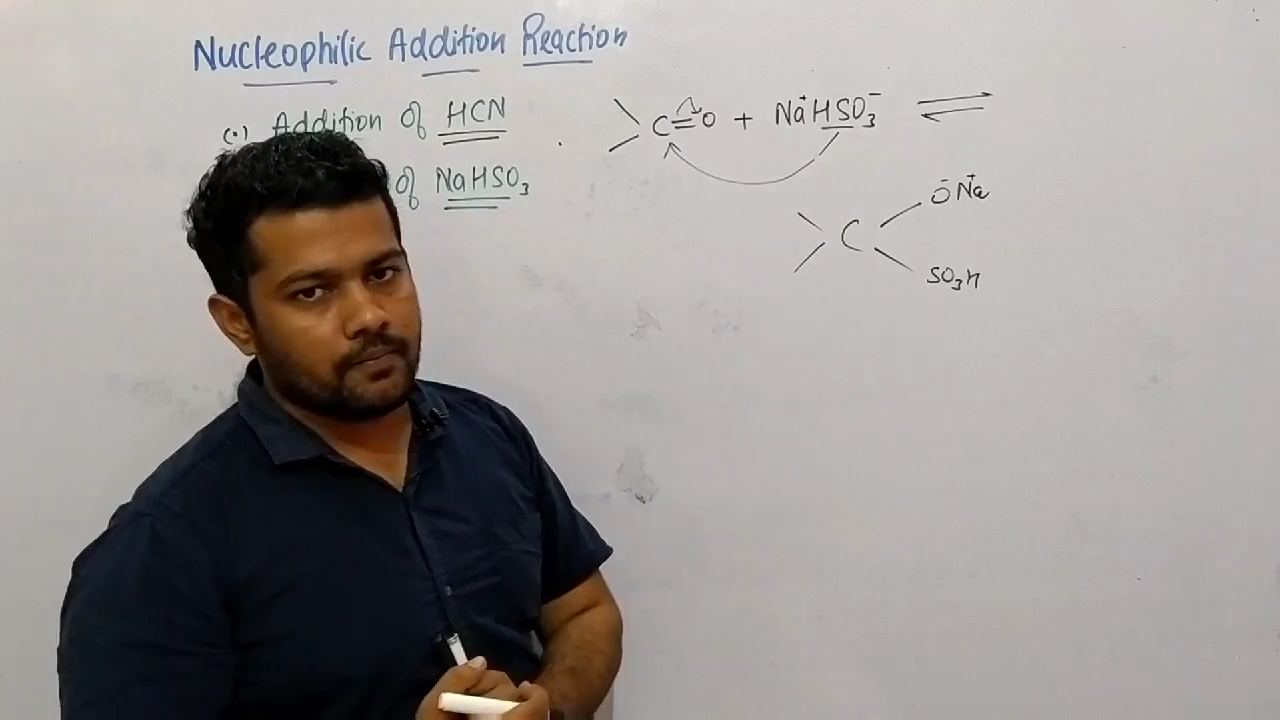 Nucleophilic Addition Reaction
(•) Addition of HCN
of NaHSO₃
C=O + Na⁺HSO₃⁻ ⇌
C
O⁻Na⁺
SO₃H